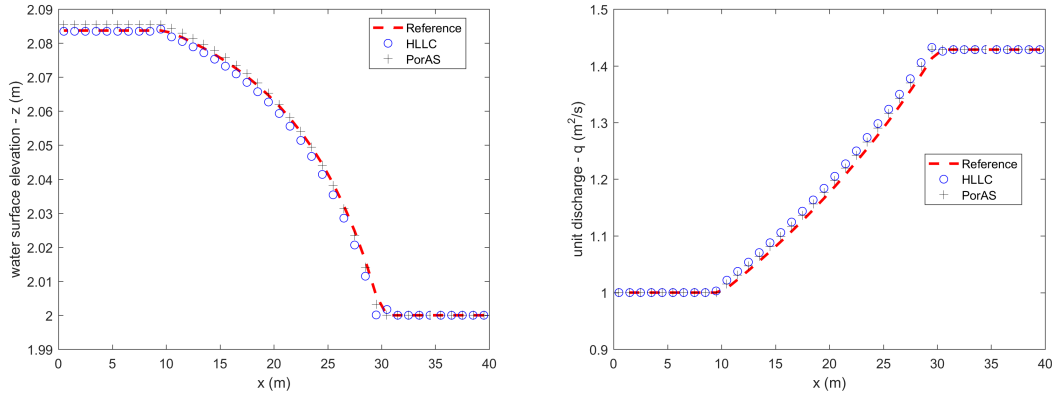 2.09
2.08
2.07
2.06
2.05
2.04
2.03
2.02
2.01
2
1.99
water surface elevation - z (m)
0 5 10 15 20 25 30 35 40
x (m)
Reference
HLLC
PorAS
1.5
1.4
1.3
1.2
1.1
1
0.9
unit discharge - q (m²/s)
0 5 10 15 20 25 30 35 40
x (m)
Reference
HLLC
PorAS